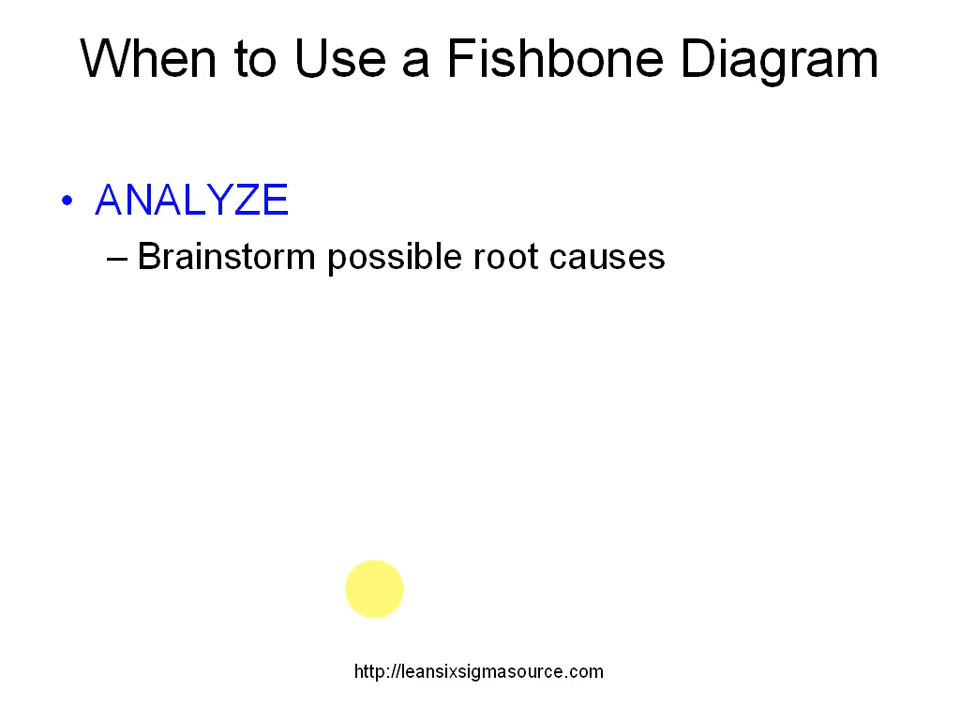 When to Use a Fishbone Diagram
• ANALYZE
– Brainstorm possible root causes
http://leansixsigmasource.com